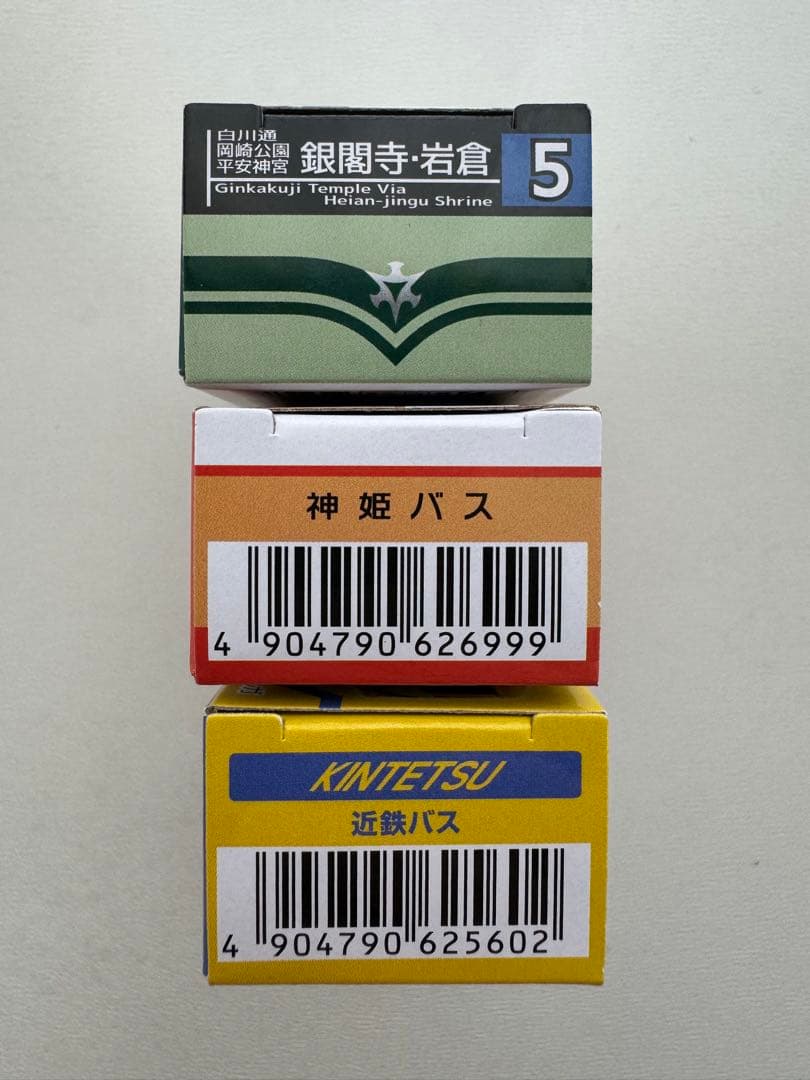 白川通
岡崎公園
平安神宮
銀閣寺・岩倉
5
Ginkakuji Temple Via
Heian-jingu Shrine
神姫バス
4 904790 626999
KINTETSU
近鉄バス
4 904790 625602